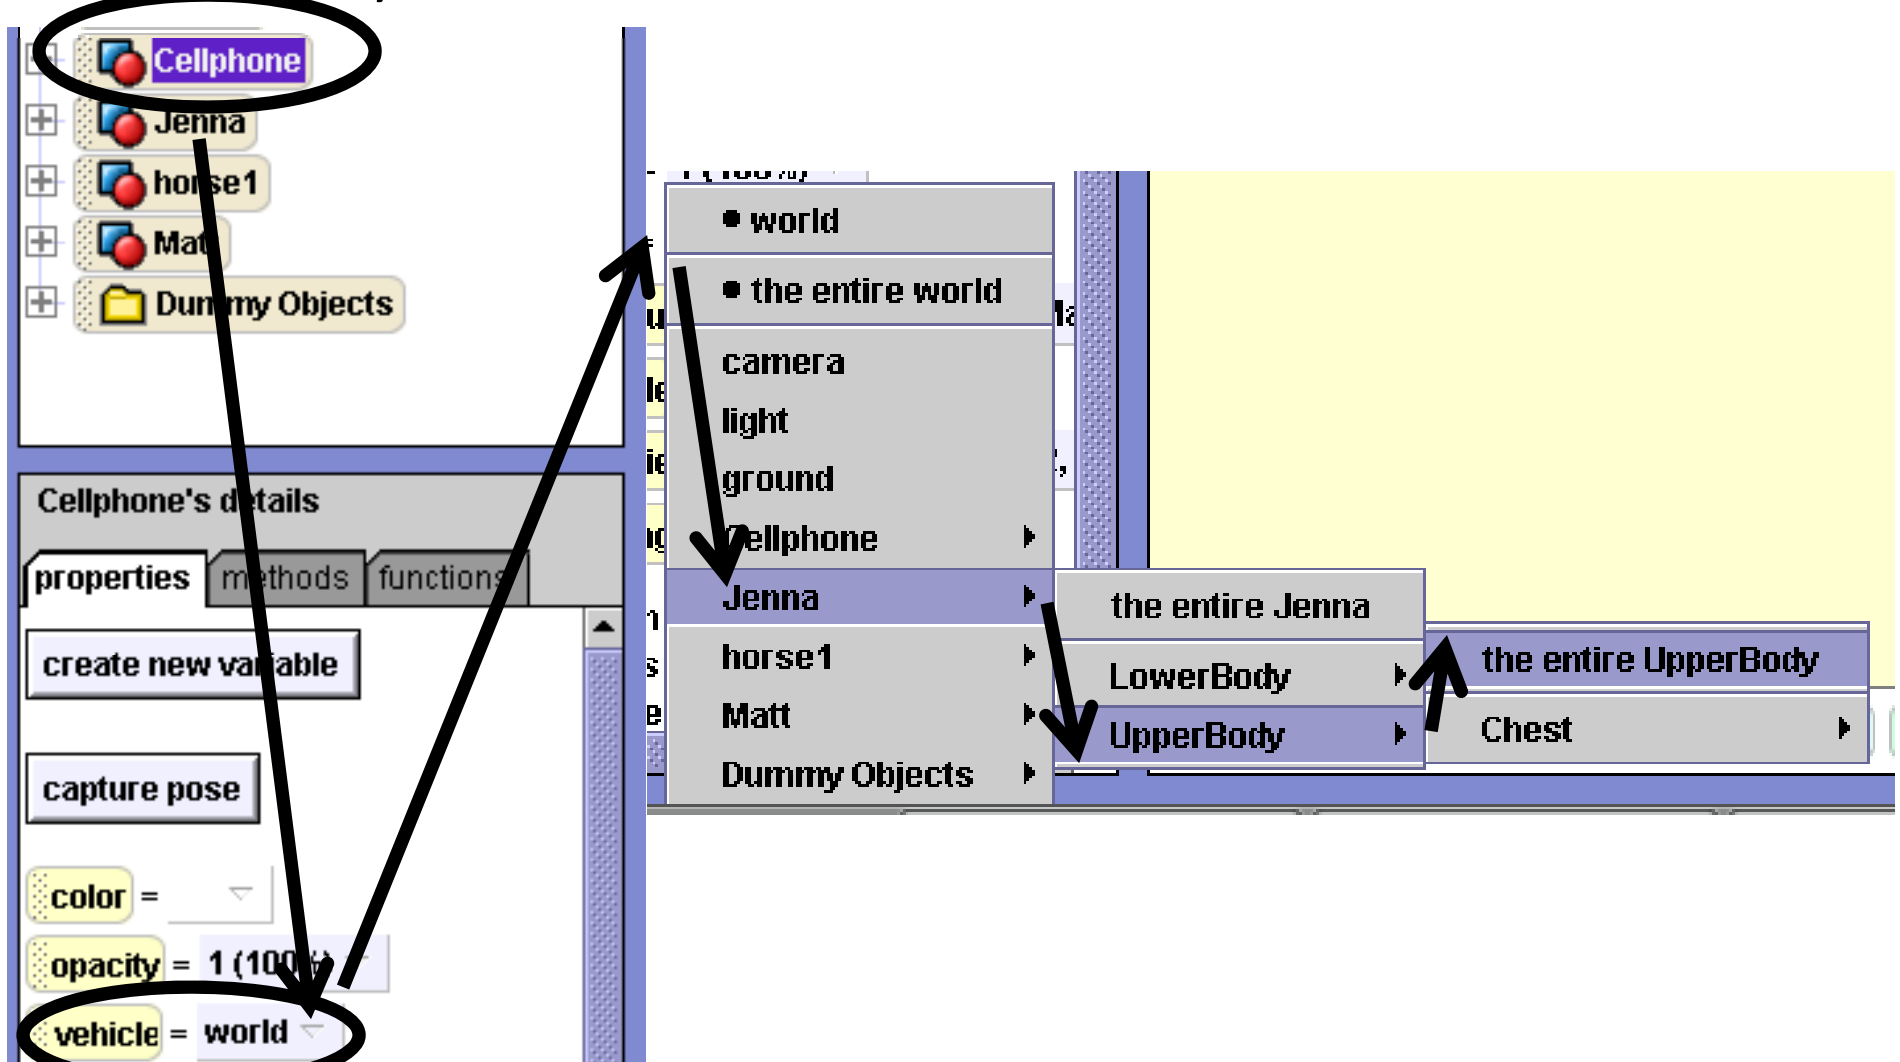 Cellphone
Jenna
horse1
Matt
Dummy Objects
Cellphone's details
properties methods functions
create new variable
capture pose
color =
opacity = 1 (100%)
vehicle = world
1 (100%)
• world
• the entire world
camera
light
ground
Cellphone
Jenna
horse1
Matt
Dummy Objects
the entire Jenna
LowerBody
UpperBody
the entire UpperBody
Chest